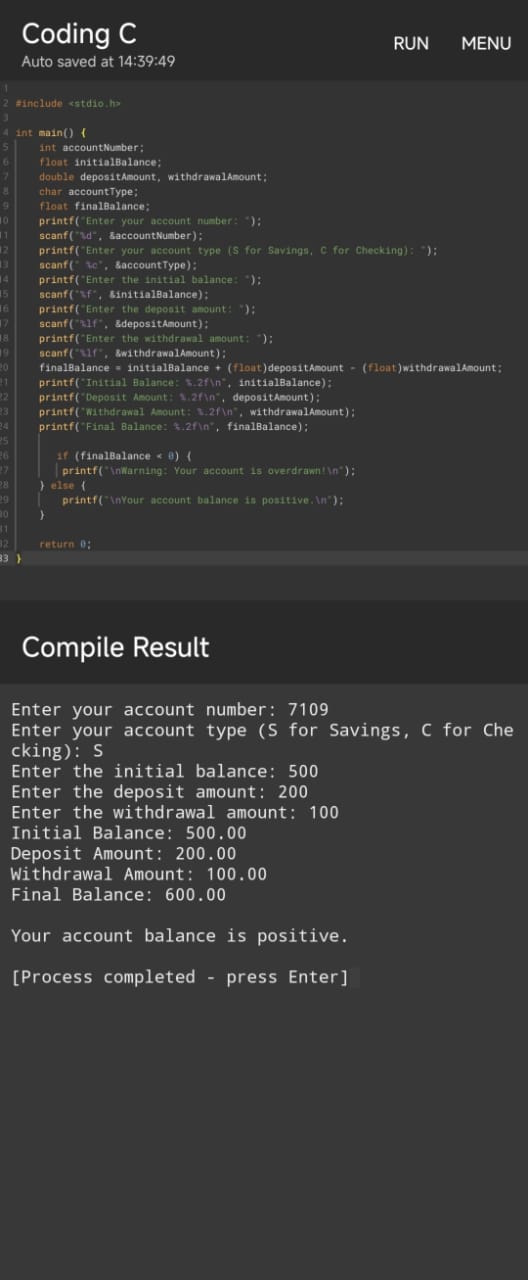 Coding C
Auto saved at 14:39:49
RUN
MENU
1
2 #include <stdio.h>
3
4 int main() {
5 int accountNumber;
6 float initialBalance;
7 double depositAmount, withdrawalAmount;
8 char accountType;
9 float finalBalance;
10 printf("Enter your account number: ");
11 scanf("%d", &accountNumber);
12 printf("Enter your account type (S for Savings, C for Checking): ");
13 scanf(" %c", &accountType);
14 printf("Enter the initial balance: ");
15 scanf("%f", &initialBalance);
16 printf("Enter the deposit amount: ");
17 scanf("%lf", &depositAmount);
18 printf("Enter the withdrawal amount: ");
19 scanf("%lf", &withdrawalAmount);
20 finalBalance = initialBalance + (float)depositAmount - (float)withdrawalAmount;
21 printf("Initial Balance: %.2f\n", initialBalance);
22 printf("Deposit Amount: %.2f\n", depositAmount);
23 printf("Withdrawal Amount: %.2f\n", withdrawalAmount);
24 printf("Final Balance: %.2f\n", finalBalance);
25
26 if (finalBalance < 0) {
27 printf("\nWarning: Your account is overdrawn!\n");
28 } else {
29 printf("\nYour account balance is positive.\n");
30 }
31
32 return 0;
33 }
Compile Result
Enter your account number: 7109
Enter your account type (S for Savings, C for Che
cking): S
Enter the initial balance: 500
Enter the deposit amount: 200
Enter the withdrawal amount: 100
Initial Balance: 500.00
Deposit Amount: 200.00
Withdrawal Amount: 100.00
Final Balance: 600.00
Your account balance is positive.
[Process completed - press Enter]